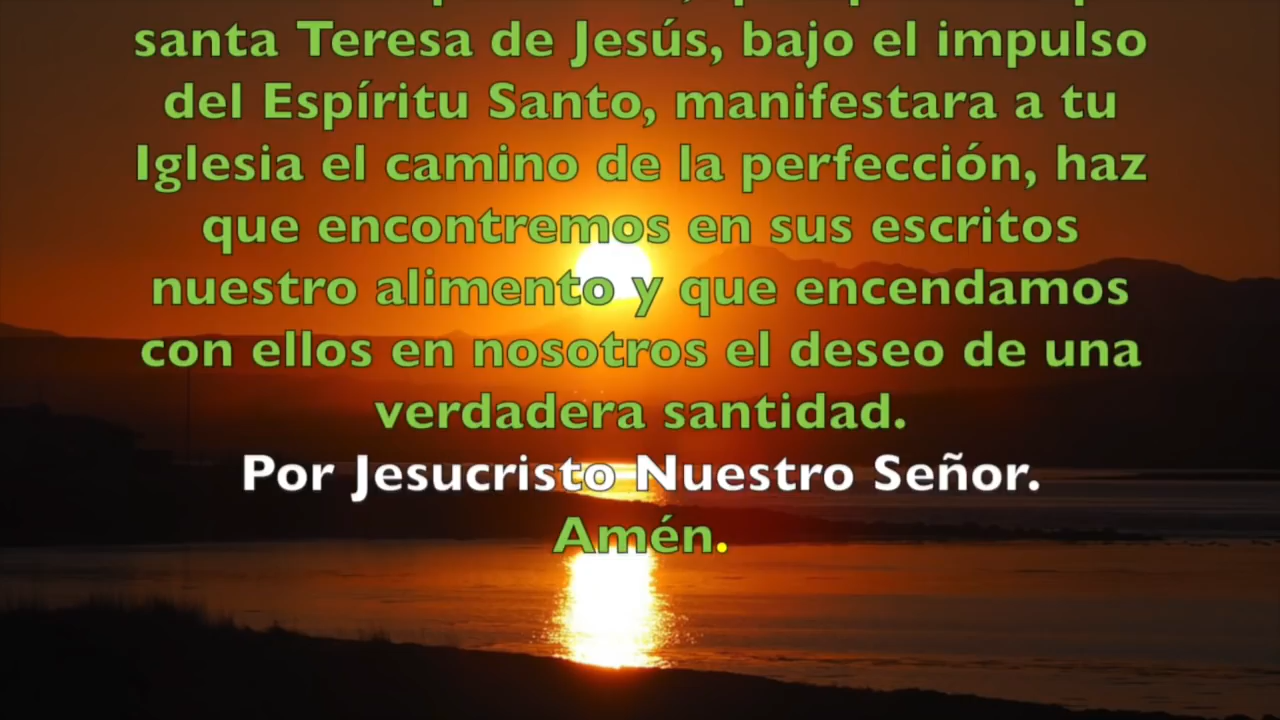 santa Teresa de Jesús, bajo el impulso
del Espíritu Santo, manifestara a tu
Iglesia el camino de la perfección, haz
que encontremos en sus escritos
nuestro alimento y que encendamos
con ellos en nosotros el deseo de una
verdadera santidad.
Por Jesucristo Nuestro Señor.
Amén.